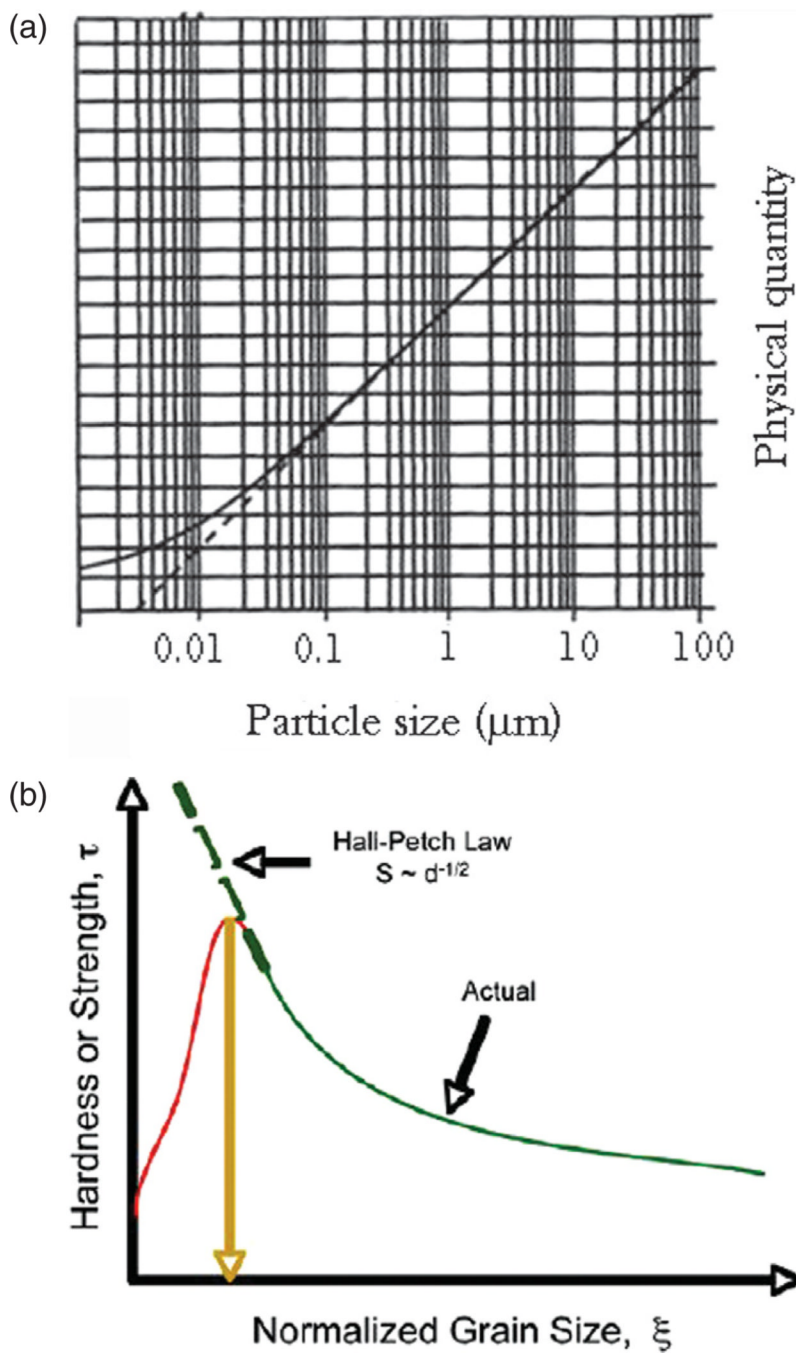 (a)
Physical quantity
0.01 0.1 1 10 100
Particle size (μm)
(b)
Hardness or Strength, τ
Hall-Petch Law
S ~ d-1/2
Actual
Normalized Grain Size, ξ